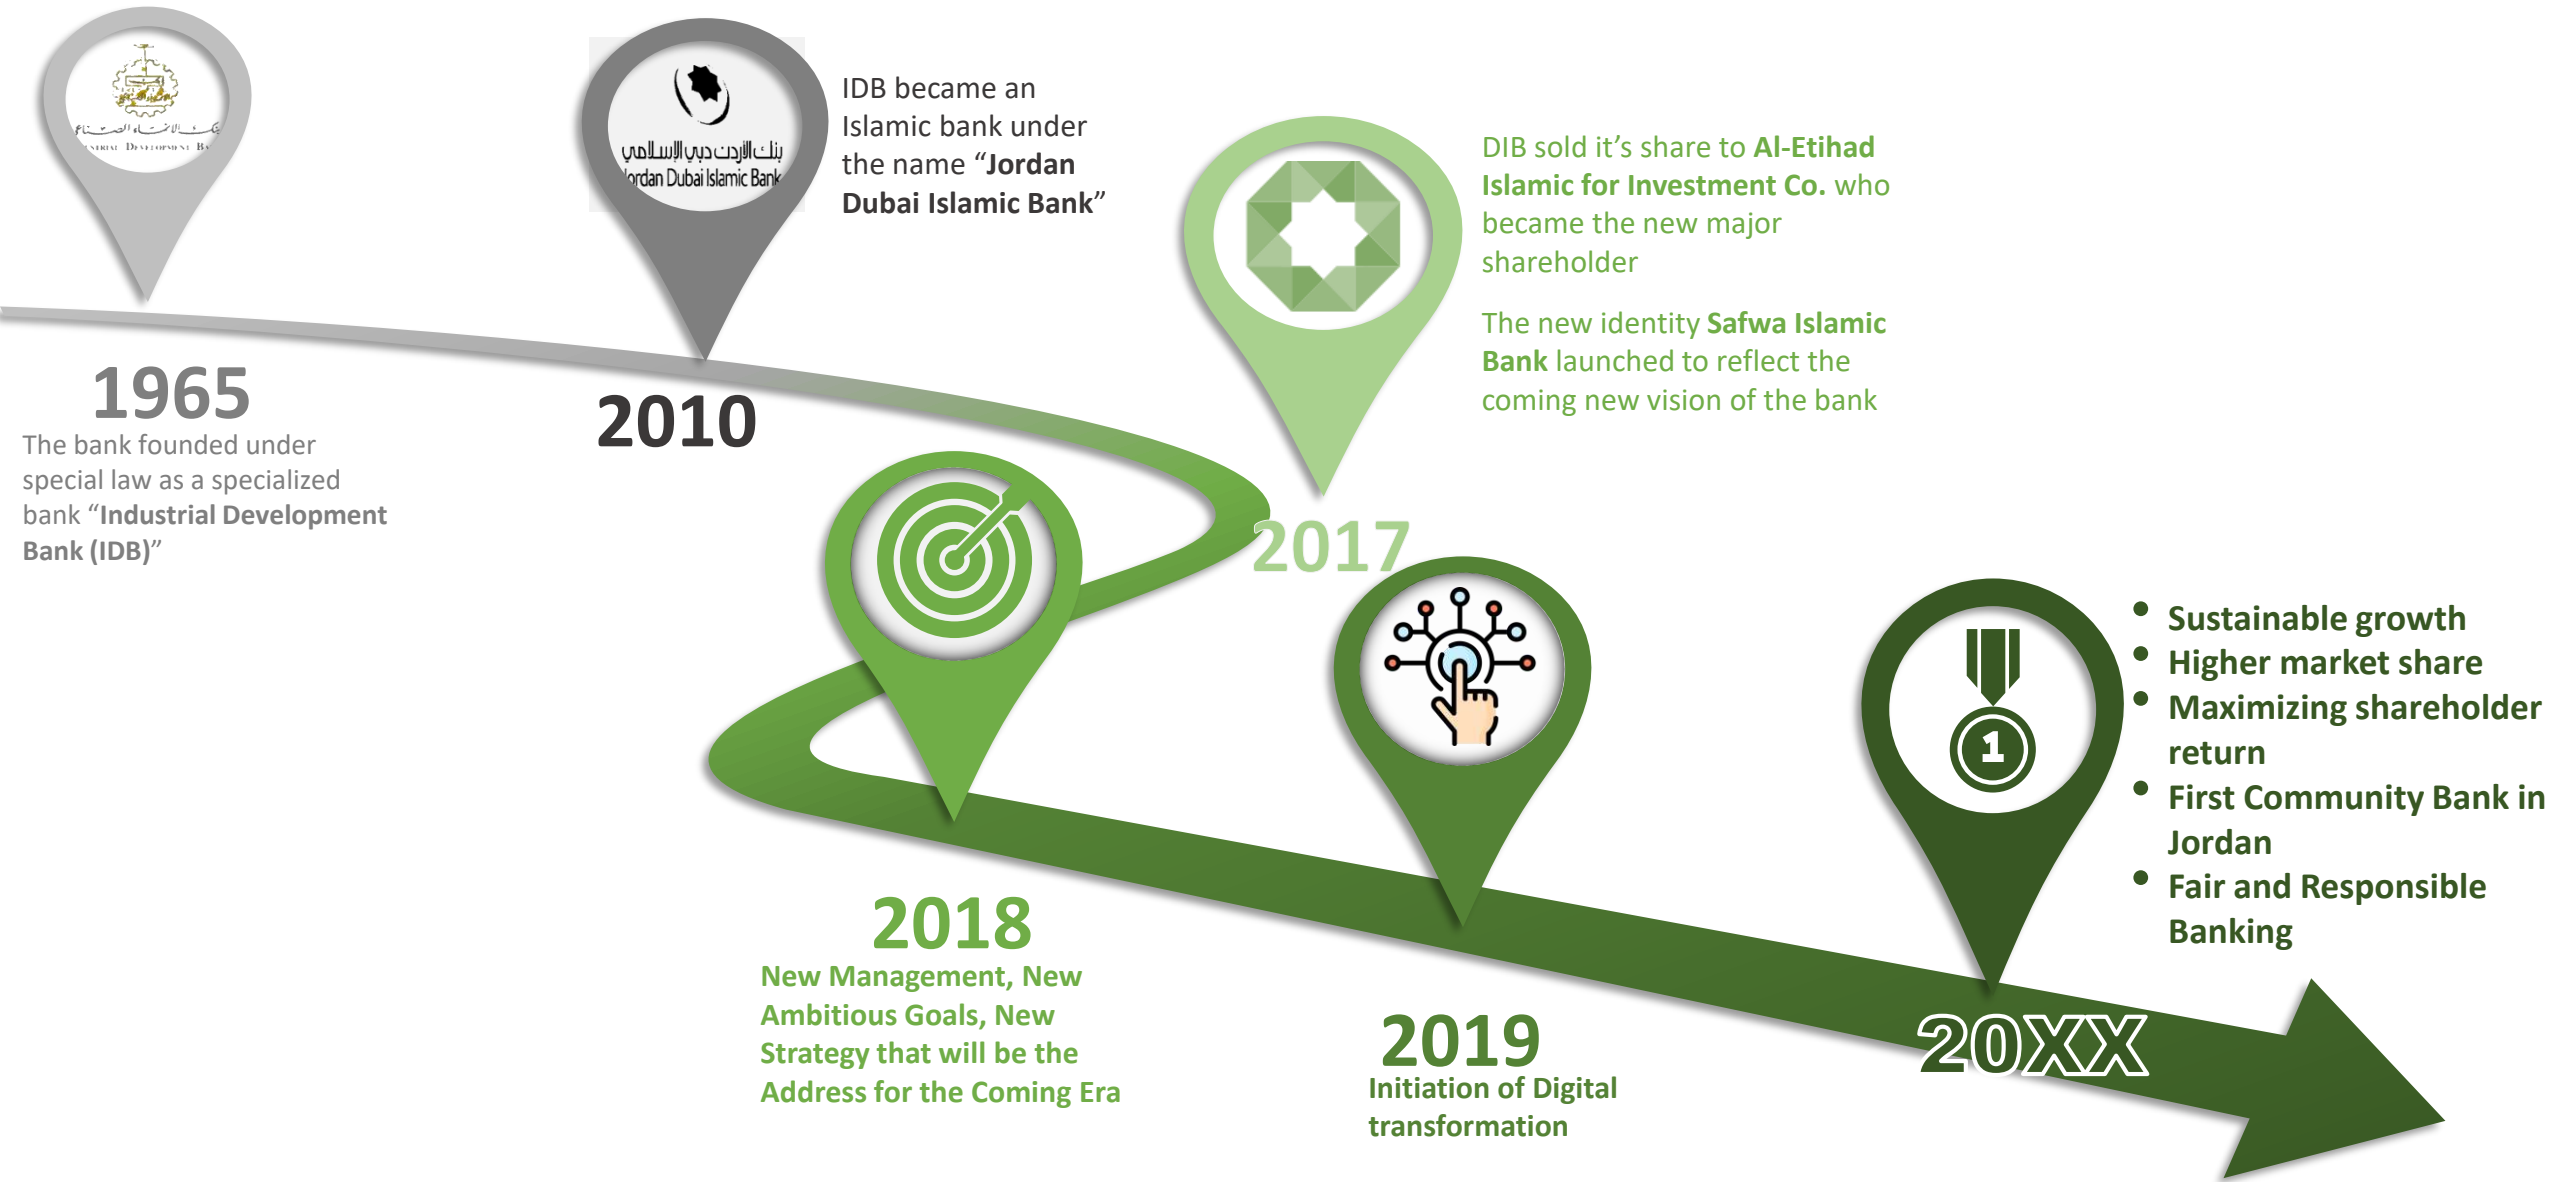 بنك الانماء الصناعي
1965
The bank founded under
special law as a specialized
bank “Industrial Development
Bank (IDB)”
بنك الأردن دبي الإسلامي
Jordan Dubai Islamic Bank
2010
IDB became an
Islamic bank under
the name “Jordan
Dubai Islamic Bank”
DIB sold it’s share to Al-Etihad
Islamic for Investment Co. who
became the new major
shareholder
The new identity Safwa Islamic
Bank launched to reflect the
coming new vision of the bank
2017
2018
New Management, New
Ambitious Goals, New
Strategy that will be the
Address for the Coming Era
2019
Initiation of Digital
transformation
1
• Sustainable growth
• Higher market share
• Maximizing shareholder
return
• First Community Bank in
Jordan
• Fair and Responsible
Banking
20XX